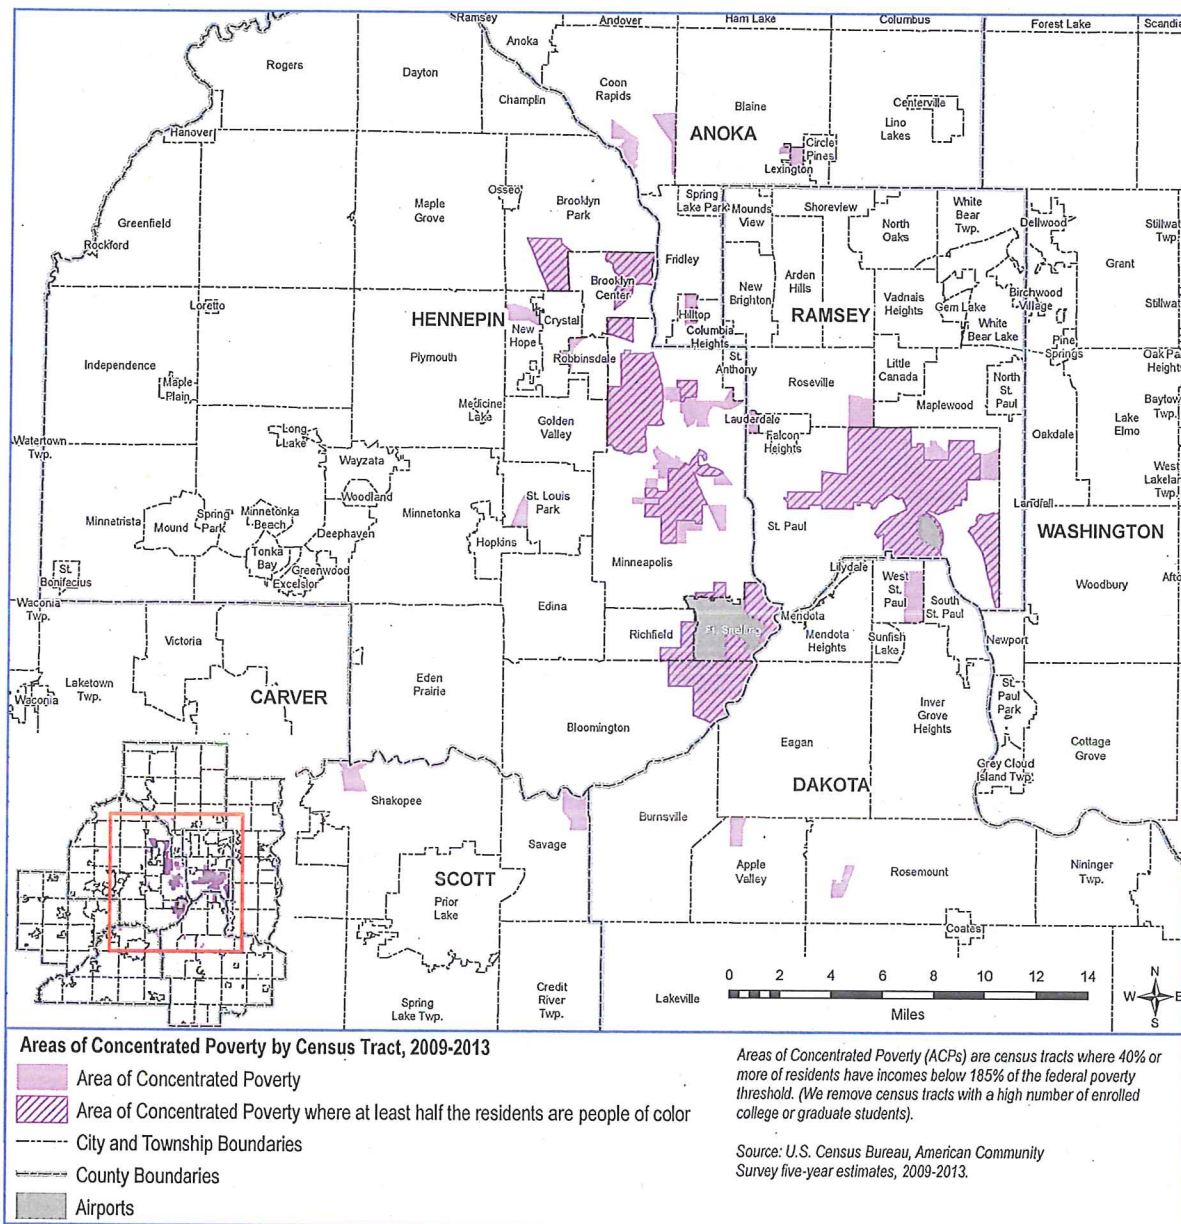 Ramsey
Andover
Ham Lake
Columbus
Forest Lake
Anoka
Rogers
Dayton
Champlin
Coon
Rapids
Blaine
Centerville
Lino
Lakes
ANOKA
Hanover
Circle
Pines
Lexington
Osseo
Maple
Grove
Brooklyn
Park
Spring
Lake Park
Mounds
View
Shoreview
North
Oaks
White
Bear
Twp.
Dellwood
Greenfield
Rockford
Fridley
Grant
Brooklyn
Center
New
Brighton
Arden
Hills
Vadnais
Heights
Gem Lake
Birchwood
Village
Loretto
HENNEPIN
New
Hope
Crystal
Hilltop
Columbia
Heights
RAMSEY
White
Bear Lake
Pine
Springs
Independence
Plymouth
Robbinsdale
St.
Anthony
Roseville
Little
Canada
Maplewood
North
St.
Paul
Maple
Plain
Medicine
Lake
Golden
Valley
Lauderdale
Falcon
Heights
Oakdale
Lake
Elmo
Watertown
Twp.
Long
Lake
Wayzata
Woodland
Minnetonka
St. Louis
Park
Hopkins
Landfall
Minnetrista
Mound
Spring
Park
Minnetonka
Beach
Deephaven
Tonka
Bay
Greenwood
Excelsior
St. Paul
WASHINGTON
Minneapolis
Lilydale
St.
Bonifacius
West
St. Paul
South
St. Paul
Woodbury
Waconia
Twp.
Edina
Richfield
Ft. Snelling
Mendota
Mendota
Heights
Sunfish
Lake
Newport
Victoria
Laketown
Twp.
Waconia
CARVER
Eden
Prairie
Bloomington
St.
Paul
Park
Inver
Grove
Heights
Eagan
Cottage
Grove
Grey Cloud
Island Twp.
DAKOTA
Shakopee
Savage
Burnsville
Apple
Valley
Rosemount
Nininger
Twp.
SCOTT
Prior
Lake
Coates
Spring
Lake Twp.
Credit
River
Twp.
Lakeville
0 2 4 6 8 10 12 14
Miles
N
W
S
Areas of Concentrated Poverty by Census Tract, 2009-2013
Area of Concentrated Poverty
Area of Concentrated Poverty where at least half the residents are people of color
City and Township Boundaries
County Boundaries
Airports
Areas of Concentrated Poverty (ACPs) are census tracts where 40% or
more of residents have incomes below 185% of the federal poverty
threshold. (We remove census tracts with a high number of enrolled
college or graduate students).
Source: U.S. Census Bureau, American Community
Survey five-year estimates, 2009-2013.